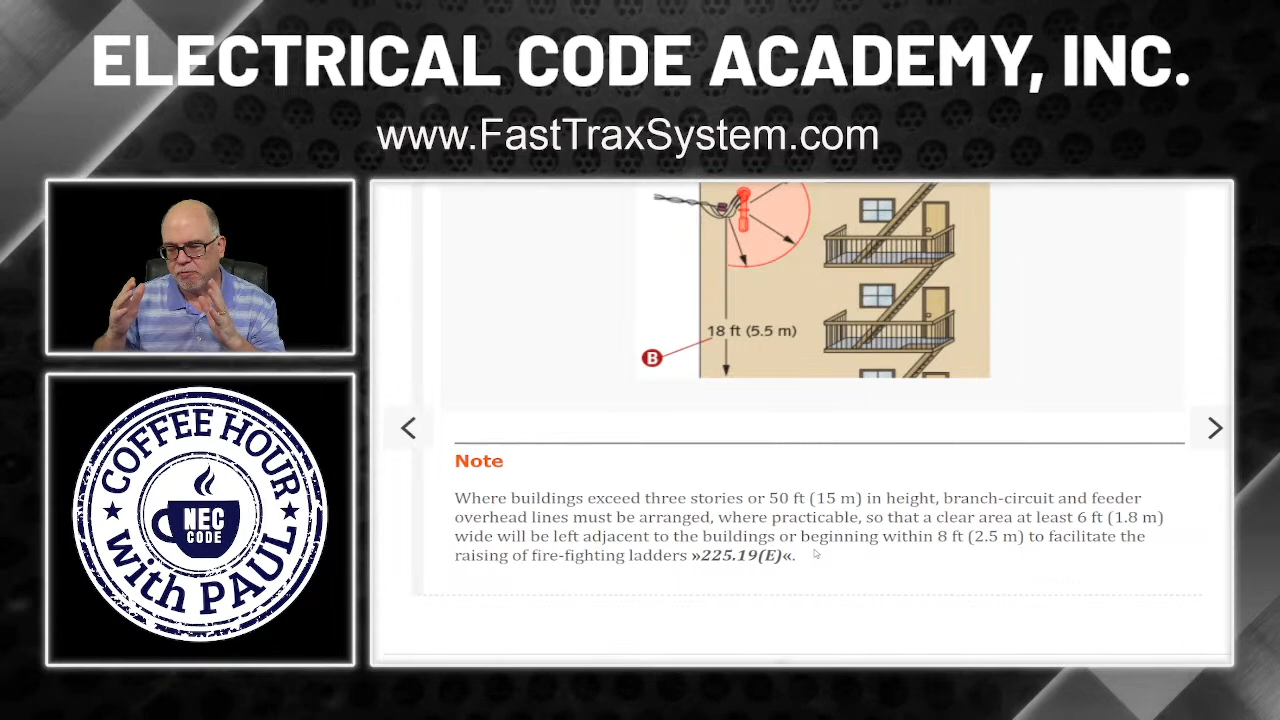 ELECTRICAL CODE ACADEMY, INC.
www.FastTraxSystem.com
18 ft (5.5 m)
B
Note
Where buildings exceed three stories or 50 ft (15 m) in height, branch-circuit and feeder
overhead lines must be arranged, where practicable, so that a clear area at least 6 ft (1.8 m)
wide will be left adjacent to the buildings or beginning within 8 ft (2.5 m) to facilitate the
raising of fire-fighting ladders »225.19(E)«.
COFFEE HOUR
NEC
CODE
with PAUL